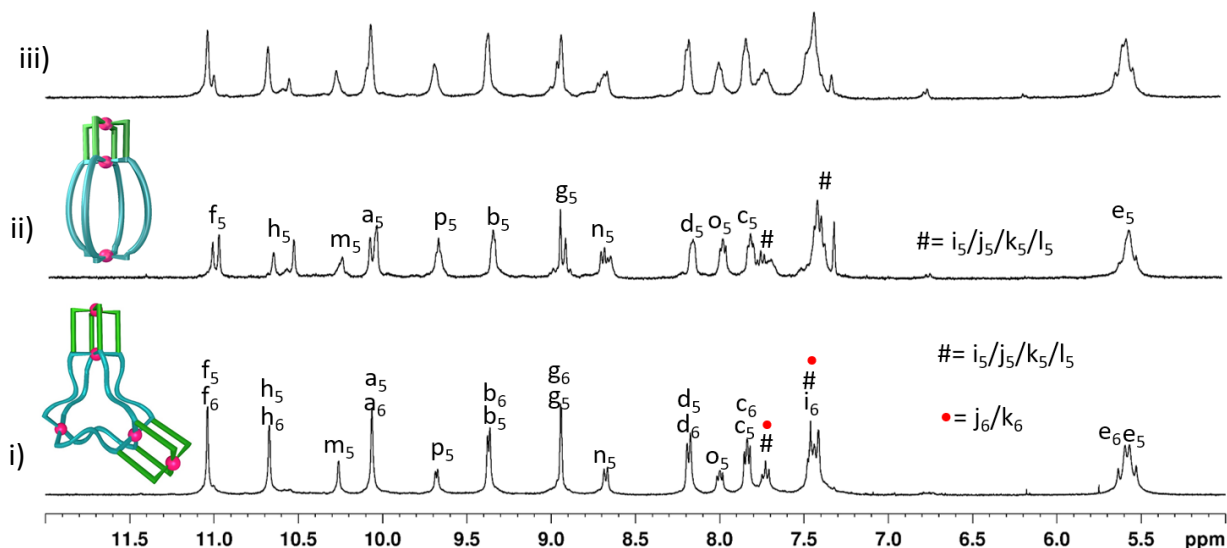 iii)
ii)
f₅
h₅
m₅
a₅
p₅
b₅
g₅
n₅
d₅
o₅
c₅
#
#
#= i₅/j₅/k₅/l₅
e₅
i)
f₅
f₆
h₅
h₆
m₅
a₅
a₆
p₅
b₆
b₅
g₆
g₅
n₅
d₅
d₆
o₅
c₆
c₅
#
#
i₆
#= i₅/j₅/k₅/l₅
= j₆/k₆
e₆ e₅
11.5 11.0 10.5 10.0 9.5 9.0 8.5 8.0 7.5 7.0 6.5 6.0 5.5 ppm